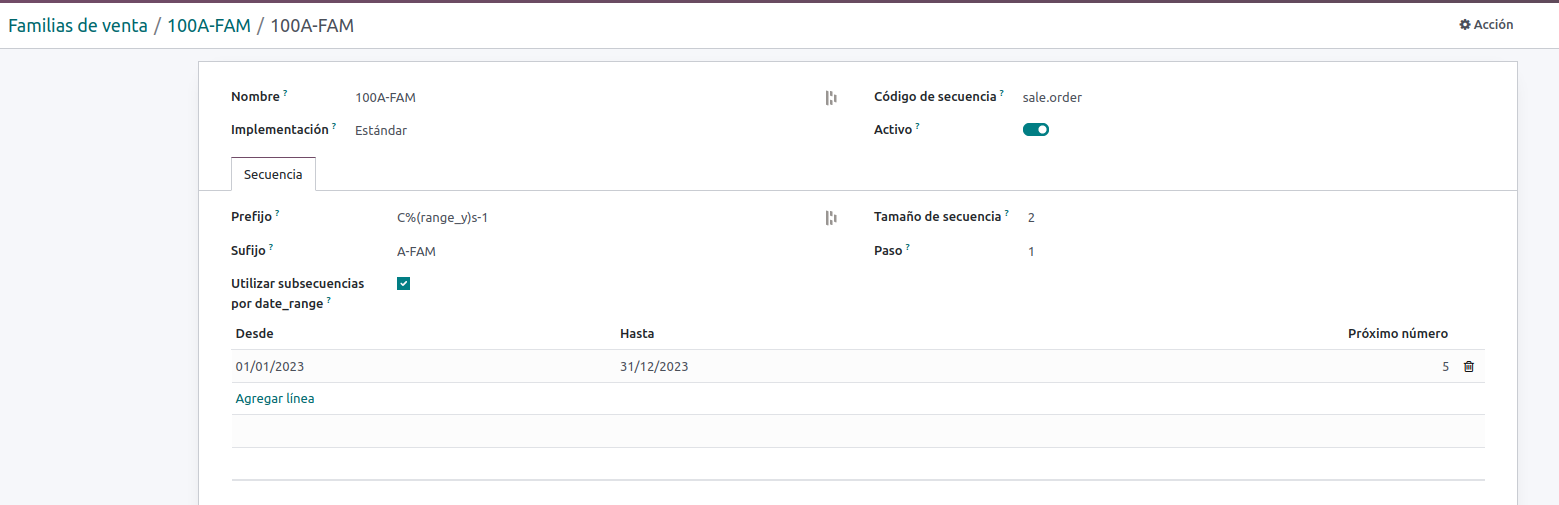 Familias de venta / 100A-FAM / 100A-FAM
Acción
Nombre ? 100A-FAM
Código de secuencia ? sale.order
Implementación ? Estándar
Activo ?
Secuencia
Prefijo ? C%(range_y)s-1
Tamaño de secuencia ? 2
Sufijo ? A-FAM
Paso ? 1
Utilizar subsecuencias
por date_range ?
Desde Hasta Próximo número
01/01/2023 31/12/2023 5
Agregar línea